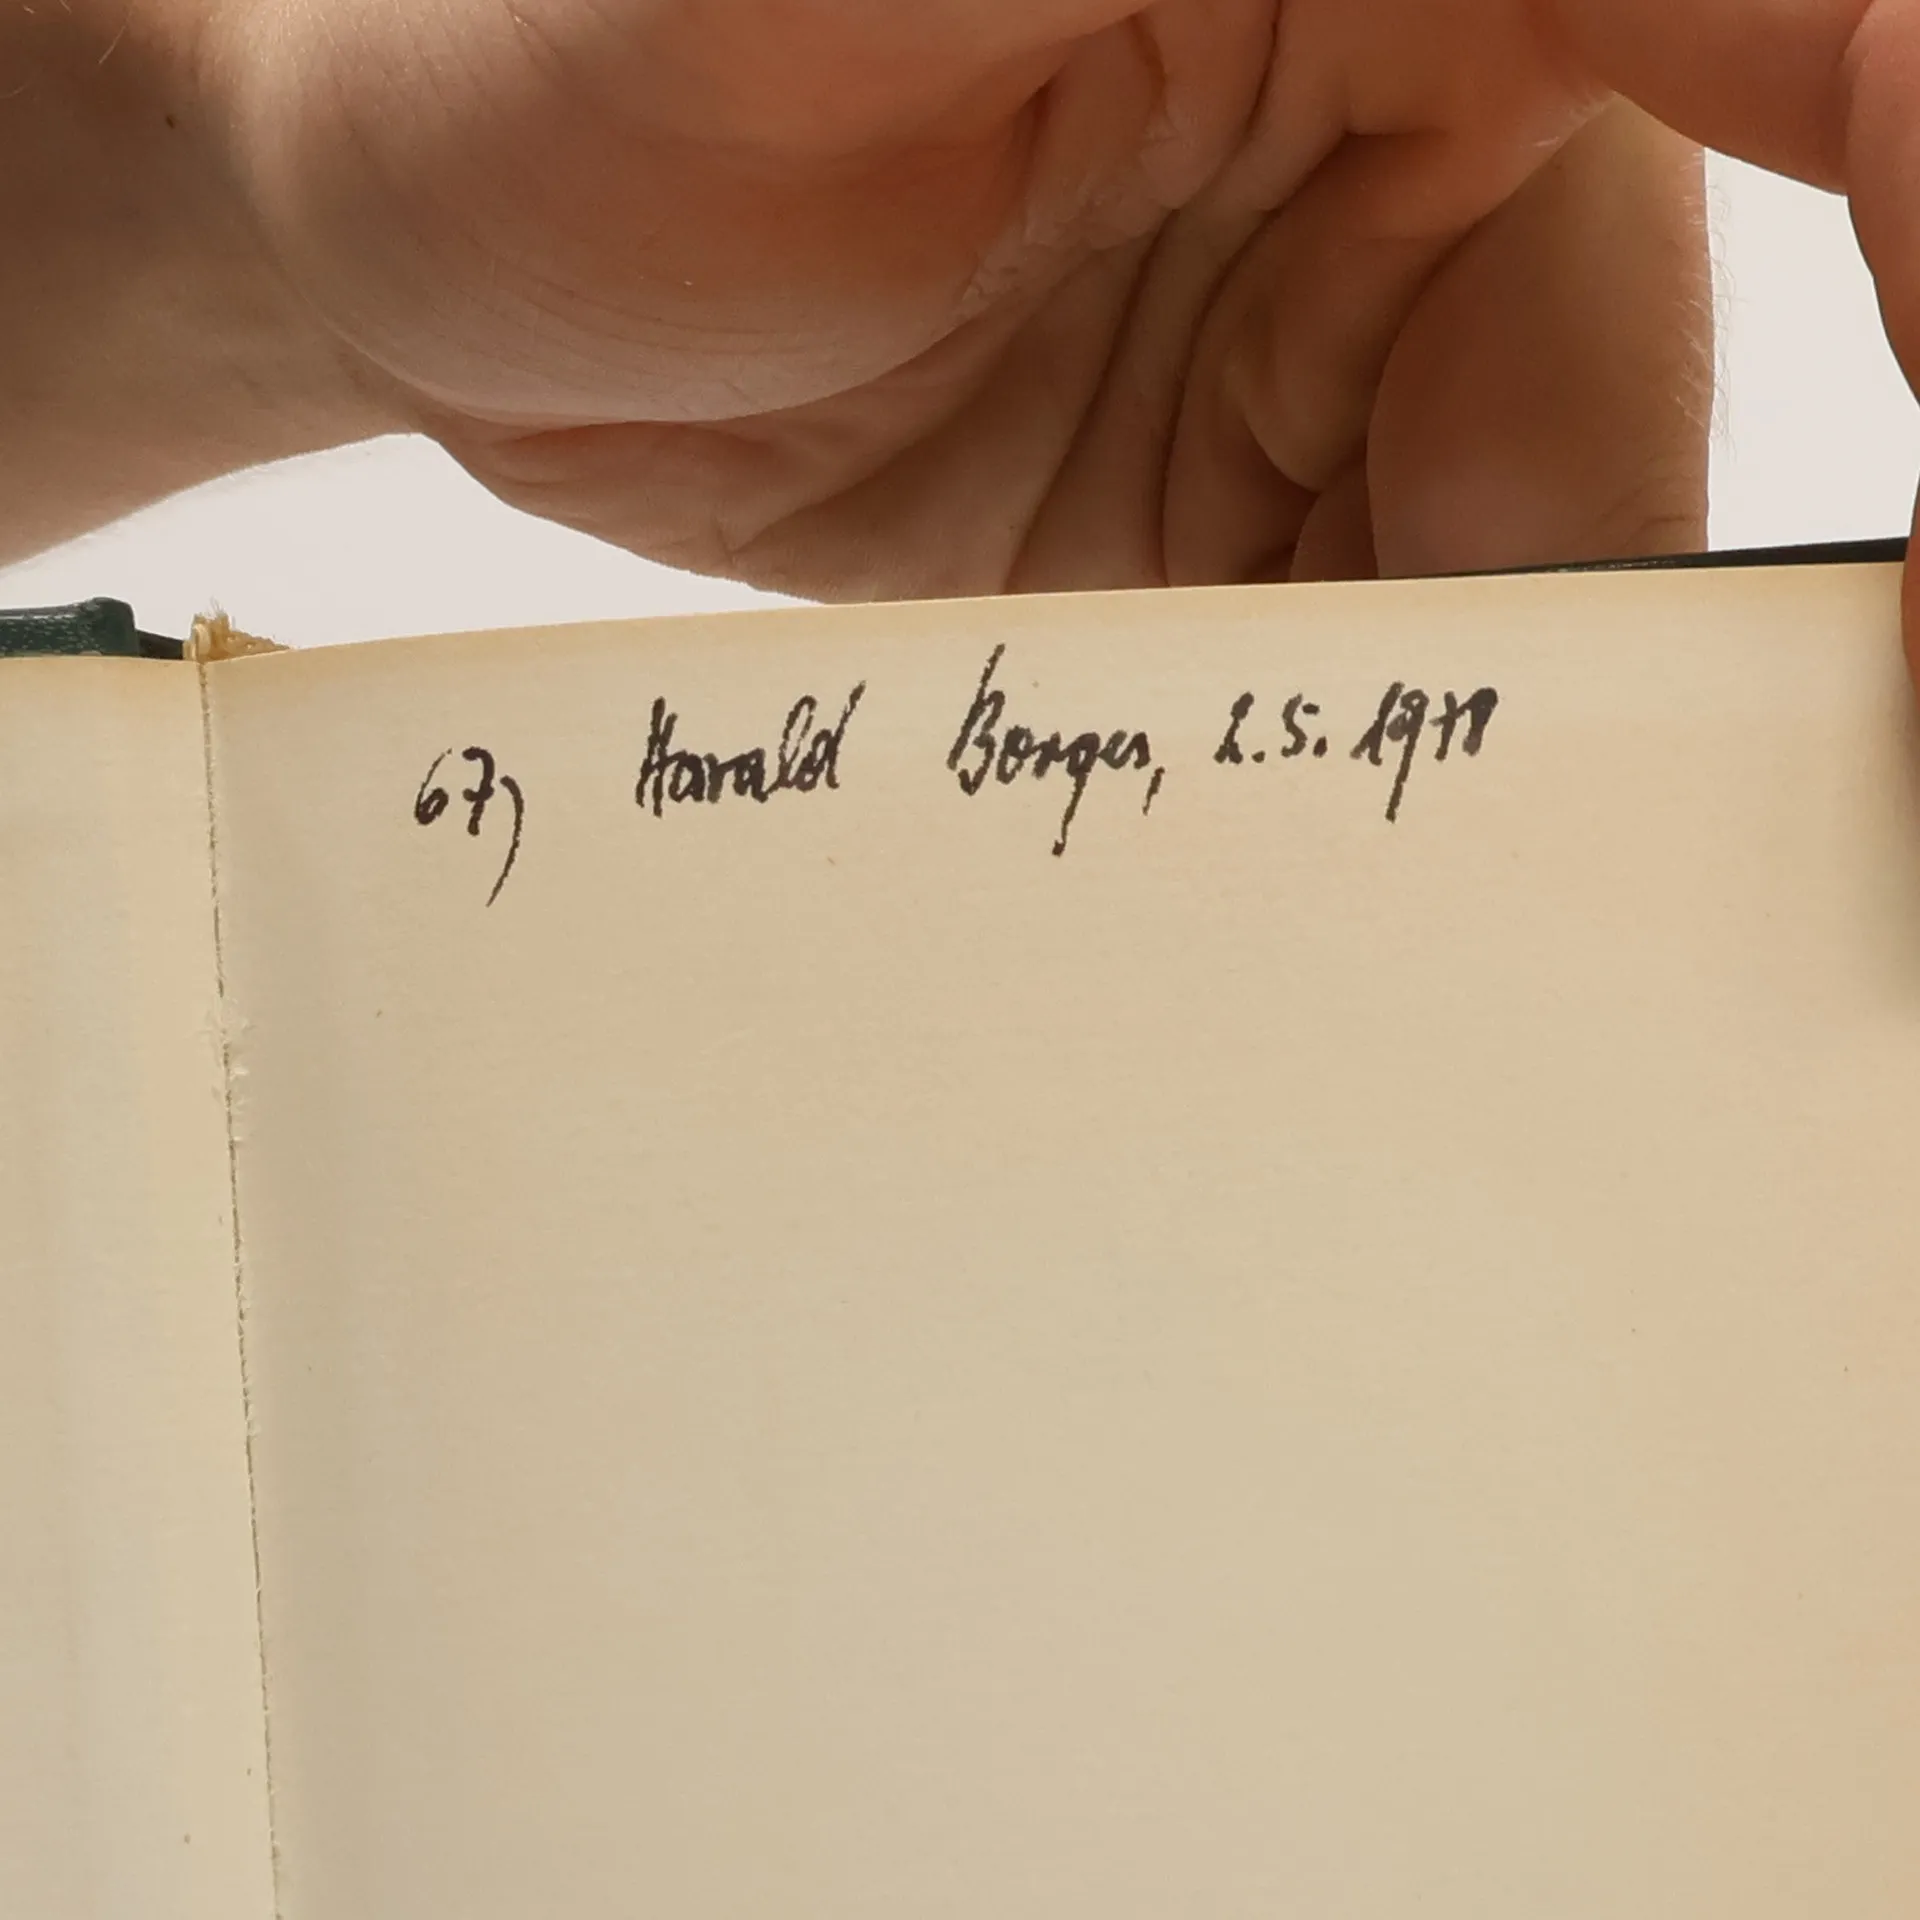 67) Harald Borges, 2.5. 1978